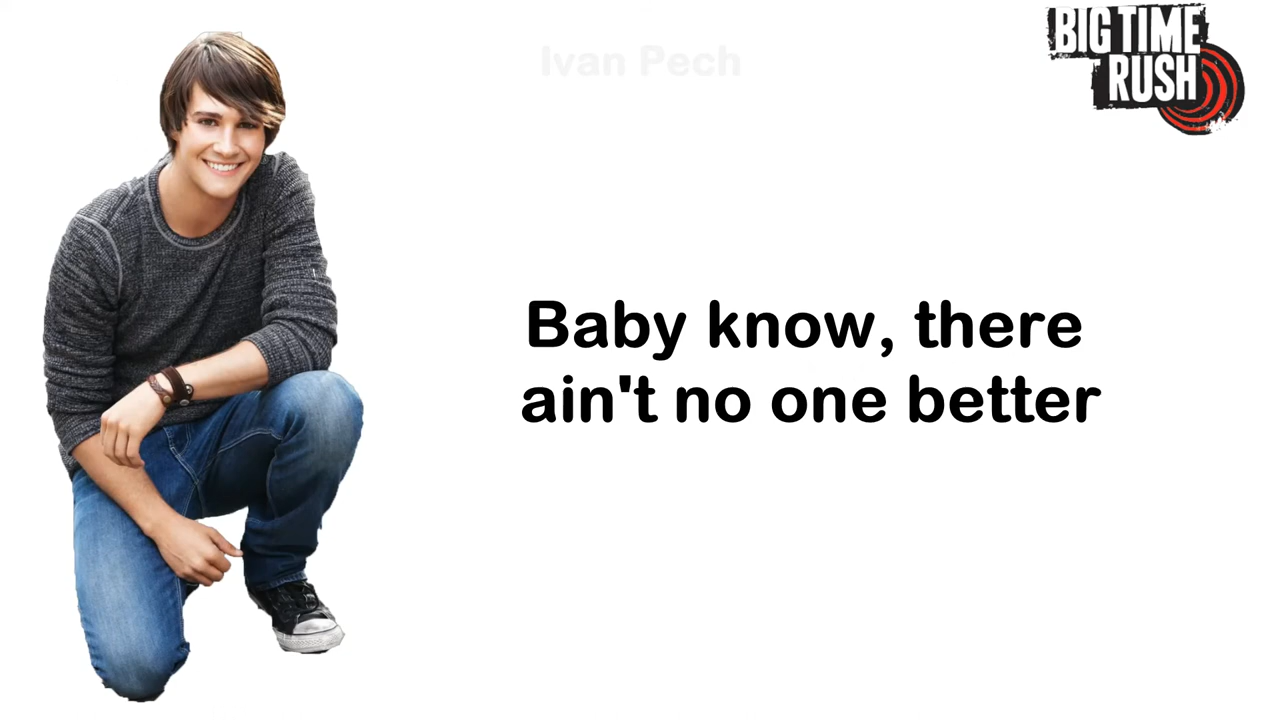 Ivan Pech
BIG TIME
RUSH
Baby know, there
ain't no one better